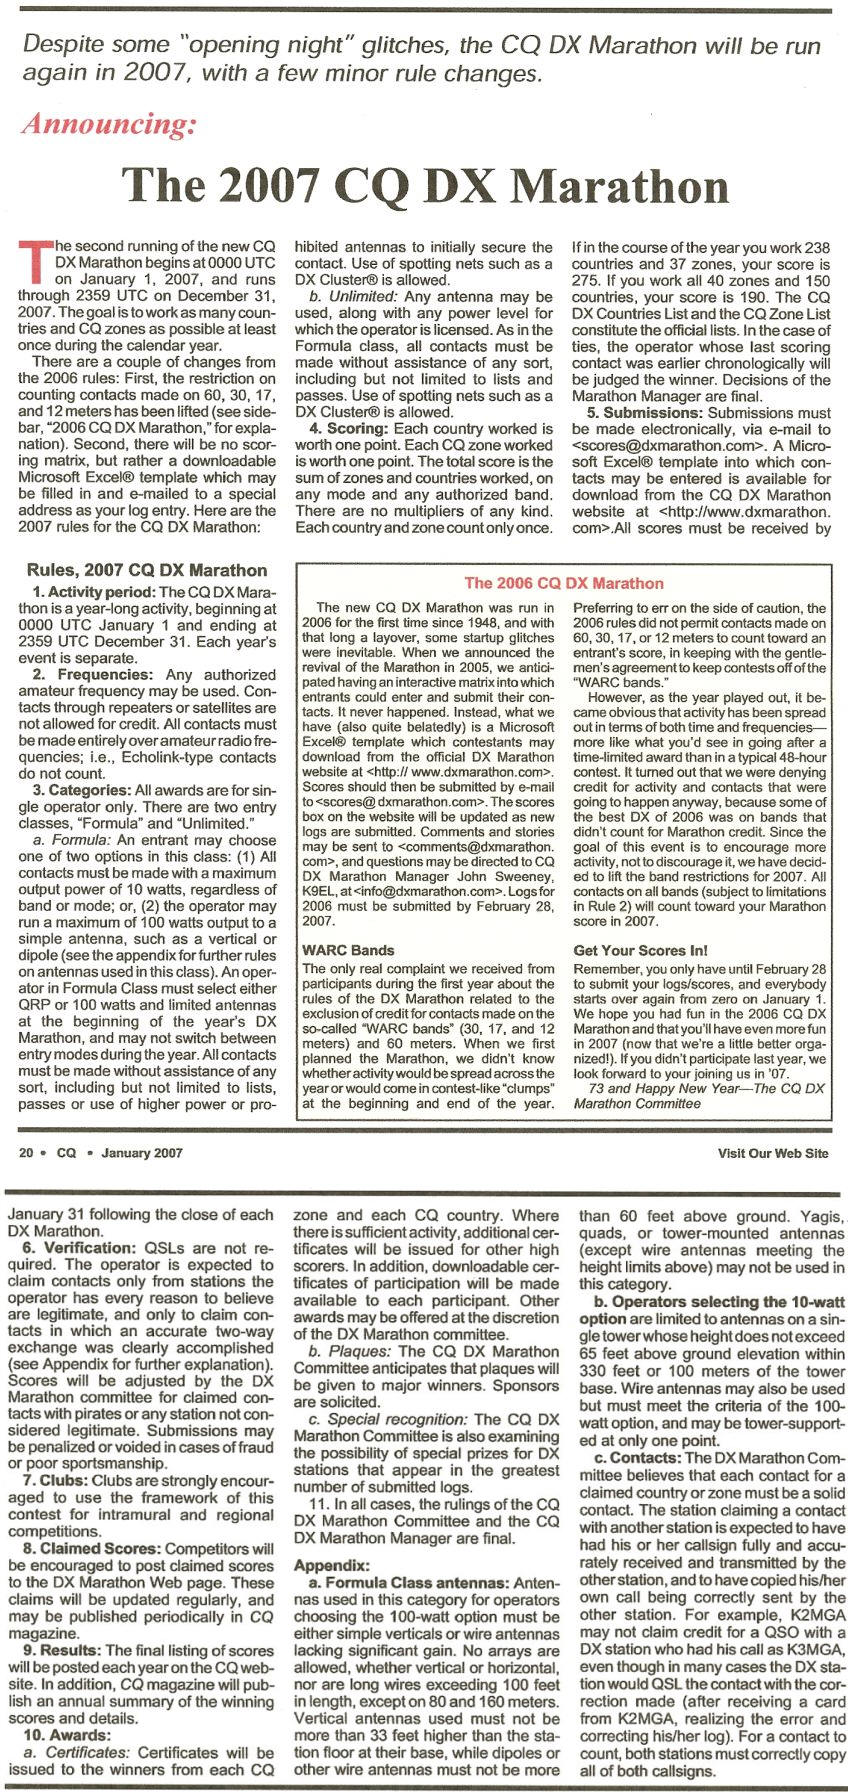 Despite some "opening night" glitches, the CQ DX Marathon will be run
again in 2007, with a few minor rule changes.
Announcing:
The 2007 CQ DX Marathon
The second running of the new CQ
DX Marathon begins at 0000 UTC
on January 1, 2007, and runs
through 2359 UTC on December 31,
2007. The goal is to work as many coun-
tries and CQ zones as possible at least
once during the calendar year.
There are a couple of changes from
the 2006 rules: First, the restriction on
counting contacts made on 60, 30, 17,
and 12 meters has been lifted (see side-
bar, "2006 CQ DX Marathon," for expla-
nation). Second, there will be no scor-
ing matrix, but rather a downloadable
Microsoft Excel® template which may
be filled in and e-mailed to a special
address as your log entry. Here are the
2007 rules for the CQ DX Marathon:
Rules, 2007 CQ DX Marathon
1. Activity period: The CQ DX Mara-
thon is a year-long activity, beginning at
0000 UTC January 1 and ending at
2359 UTC December 31. Each year's
event is separate.
2. Frequencies: Any authorized
amateur frequency may be used. Con-
tacts through repeaters or satellites are
not allowed for credit. All contacts must
be made entirely over amateur radio fre-
quencies; i.e., Echolink-type contacts
do not count.
3. Categories: All awards are for sin-
gle operator only. There are two entry
classes, "Formula" and "Unlimited."
a. Formula: An entrant may choose
one of two options in this class: (1) All
contacts must be made with a maximum
output power of 10 watts, regardless of
band or mode; or, (2) the operator may
run a maximum of 100 watts output to a
simple antenna, such as a vertical or
dipole (see the appendix for further rules
on antennas used in this class). An oper-
ator in Formula Class must select either
QRP or 100 watts and limited antennas
at the beginning of the year's DX
Marathon, and may not switch between
entry modes during the year. All contacts
must be made without assistance of any
sort, including but not limited to lists,
passes or use of higher power or pro-
hibited antennas to initially secure the
contact. Use of spotting nets such as a
DX Cluster® is allowed.
b. Unlimited: Any antenna may be
used, along with any power level for
which the operator is licensed. As in the
Formula class, all contacts must be
made without assistance of any sort,
including but not limited to lists and
passes. Use of spotting nets such as a
DX Cluster® is allowed.
4. Scoring: Each country worked is
worth one point. Each CQ zone worked
is worth one point. The total score is the
sum of zones and countries worked, on
any mode and any authorized band.
There are no multipliers of any kind.
Each country and zone count only once.
If in the course of the year you work 238
countries and 37 zones, your score is
275. If you work all 40 zones and 150
countries, your score is 190. The CQ
DX Countries List and the CQ Zone List
constitute the official lists. In the case of
ties, the operator whose last scoring
contact was earlier chronologically will
be judged the winner. Decisions of the
Marathon Manager are final.
5. Submissions: Submissions must
be made electronically, via e-mail to
<scores@dxmarathon.com>. A Micro-
soft Excel® template into which con-
tacts may be entered is available for
download from the CQ DX Marathon
website at <http://www.dxmarathon.
com>.All scores must be received by
The 2006 CQ DX Marathon
The new CQ DX Marathon was run in
2006 for the first time since 1948, and with
that long a layover, some startup glitches
were inevitable. When we announced the
revival of the Marathon in 2005, we antici-
pated having an interactive matrix into which
entrants could enter and submit their con-
tacts. It never happened. Instead, what we
have (also quite belatedly) is a Microsoft
Excel® template which contestants may
download from the official DX Marathon
website at <http:// www.dxmarathon.com>.
Scores should then be submitted by e-mail
to <scores@ dxmarathon.com>. The scores
box on the website will be updated as new
logs are submitted. Comments and stories
may be sent to <comments@dxmarathon.
com>, and questions may be directed to CQ
DX Marathon Manager John Sweeney,
K9EL, at <info@dxmarathon.com>. Logs for
2006 must be submitted by February 28,
2007.
WARC Bands
The only real complaint we received from
participants during the first year about the
rules of the DX Marathon related to the
exclusion of credit for contacts made on the
so-called "WARC bands" (30, 17, and 12
meters) and 60 meters. When we first
planned the Marathon, we didn't know
whether activity would be spread across the
year or would come in contest-like "clumps"
at the beginning and end of the year.
Preferring to err on the side of caution, the
2006 rules did not permit contacts made on
60, 30, 17, or 12 meters to count toward an
entrant's score, in keeping with the gentle-
men's agreement to keep contests off of the
"WARC bands."
However, as the year played out, it be-
came obvious that activity has been spread
out in terms of both time and frequencies—
more like what you'd see in going after a
time-limited award than in a typical 48-hour
contest. It turned out that we were denying
credit for activity and contacts that were
going to happen anyway, because some of
the best DX of 2006 was on bands that
didn't count for Marathon credit. Since the
goal of this event is to encourage more
activity, not to discourage it, we have decid-
ed to lift the band restrictions for 2007. All
contacts on all bands (subject to limitations
in Rule 2) will count toward your Marathon
score in 2007.
Get Your Scores In!
Remember, you only have until February 28
to submit your logs/scores, and everybody
starts over again from zero on January 1.
We hope you had fun in the 2006 CQ DX
Marathon and that you'll have even more fun
in 2007 (now that we're a little better orga-
nized!). If you didn't participate last year, we
look forward to your joining us in '07.
73 and Happy New Year—The CQ DX
Marathon Committee
20 • CQ • January 2007
Visit Our Web Site
January 31 following the close of each
DX Marathon.
6. Verification: QSLs are not re-
quired. The operator is expected to
claim contacts only from stations the
operator has every reason to believe
are legitimate, and only to claim con-
tacts in which an accurate two-way
exchange was clearly accomplished
(see Appendix for further explanation).
Scores will be adjusted by the DX
Marathon committee for claimed con-
tacts with pirates or any station not con-
sidered legitimate. Submissions may
be penalized or voided in cases of fraud
or poor sportsmanship.
7. Clubs: Clubs are strongly encour-
aged to use the framework of this
contest for intramural and regional
competitions.
8. Claimed Scores: Competitors will
be encouraged to post claimed scores
to the DX Marathon Web page. These
claims will be updated regularly, and
may be published periodically in CQ
magazine.
9. Results: The final listing of scores
will be posted each year on the CQ web-
site. In addition, CQ magazine will pub-
lish an annual summary of the winning
scores and details.
10. Awards:
a. Certificates: Certificates will be
issued to the winners from each CQ
zone and each CQ country. Where
there is sufficient activity, additional cer-
tificates will be issued for other high
scorers. In addition, downloadable cer-
tificates of participation will be made
available to each participant. Other
awards may be offered at the discretion
of the DX Marathon committee.
b. Plaques: The CQ DX Marathon
Committee anticipates that plaques will
be given to major winners. Sponsors
are solicited.
c. Special recognition: The CQ DX
Marathon Committee is also examining
the possibility of special prizes for DX
stations that appear in the greatest
number of submitted logs.
11. In all cases, the rulings of the CQ
DX Marathon Committee and the CQ
DX Marathon Manager are final.
Appendix:
a. Formula Class antennas: Anten-
nas used in this category for operators
choosing the 100-watt option must be
either simple verticals or wire antennas
lacking significant gain. No arrays are
allowed, whether vertical or horizontal,
nor are long wires exceeding 100 feet
in length, except on 80 and 160 meters.
Vertical antennas used must not be
more than 33 feet higher than the sta-
tion floor at their base, while dipoles or
other wire antennas must not be more
than 60 feet above ground. Yagis,
quads, or tower-mounted antennas
(except wire antennas meeting the
height limits above) may not be used in
this category.
b. Operators selecting the 10-watt
option are limited to antennas on a sin-
gle tower whose height does not exceed
65 feet above ground elevation within
330 feet or 100 meters of the tower
base. Wire antennas may also be used
but must meet the criteria of the 100-
watt option, and may be tower-support-
ed at only one point.
c. Contacts: The DX Marathon Com-
mittee believes that each contact for a
claimed country or zone must be a solid
contact. The station claiming a contact
with another station is expected to have
had his or her callsign fully and accu-
rately received and transmitted by the
other station, and to have copied his/her
own call being correctly sent by the
other station. For example, K2MGA
may not claim credit for a QSO with a
DX station who had his call as K3MGA,
even though in many cases the DX sta-
tion would QSL the contact with the cor-
rection made (after receiving a card
from K2MGA, realizing the error and
correcting his/her log). For a contact to
count, both stations must correctly copy
all of both callsigns.